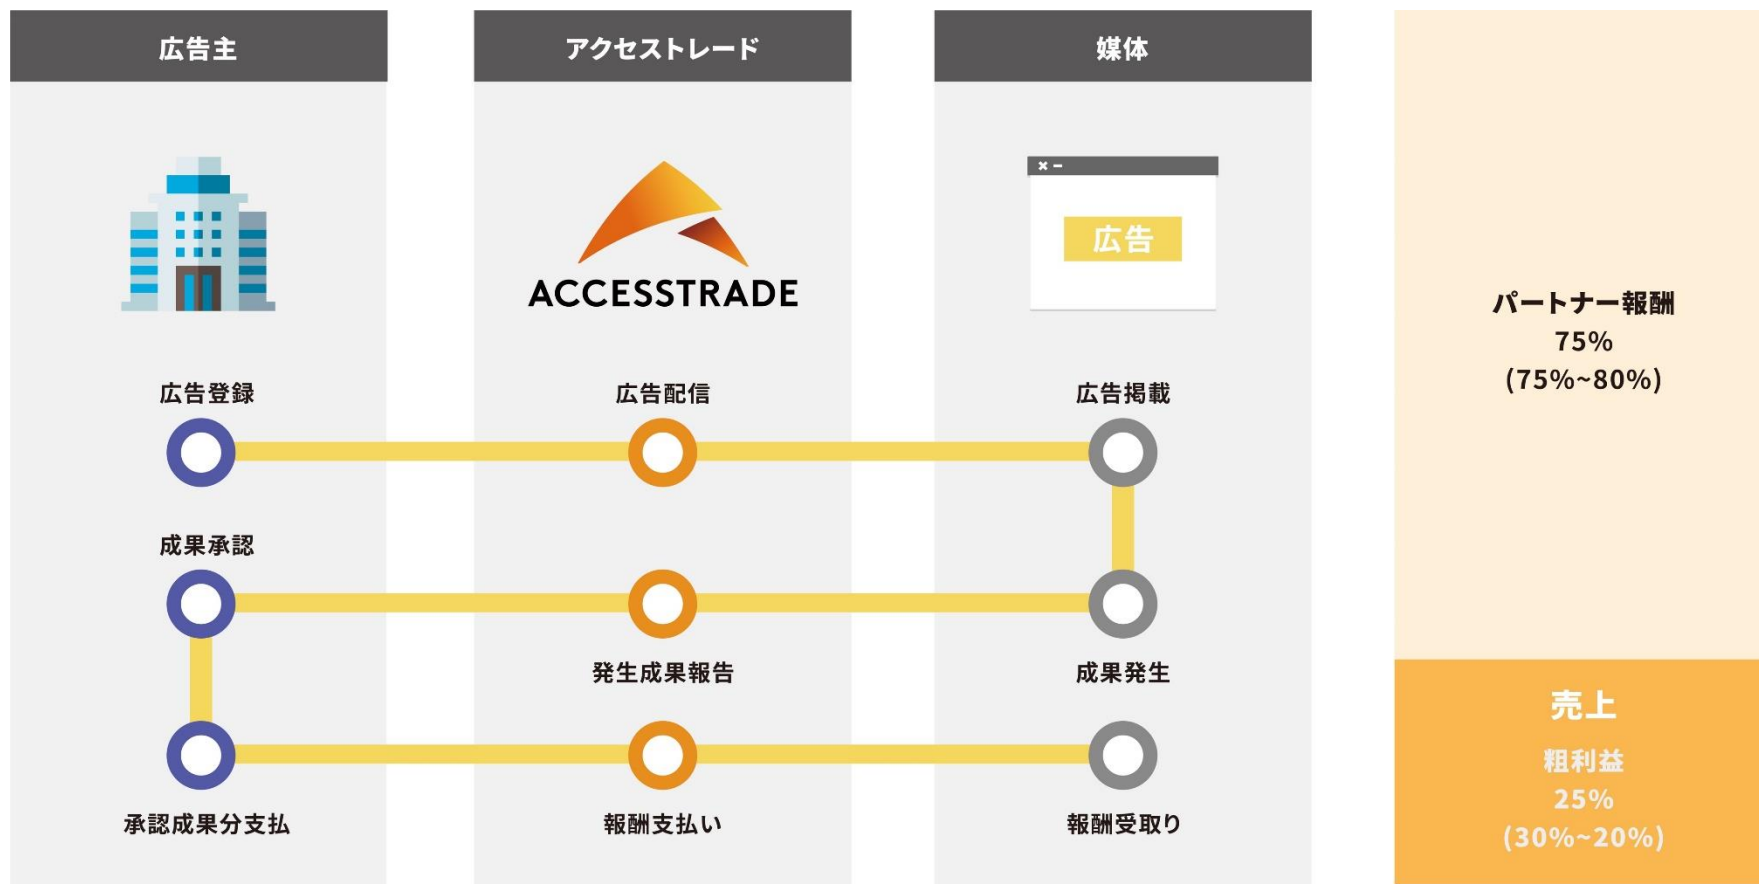 広告主
アクセストレード
媒体
広告
ACCESSTRADE
広告登録
広告配信
広告掲載
成果承認
発生成果報告
成果発生
承認成果分支払
報酬支払い
報酬受取り
パートナー報酬
75%
(75%~80%)
売上
粗利益
25%
(30%~20%)